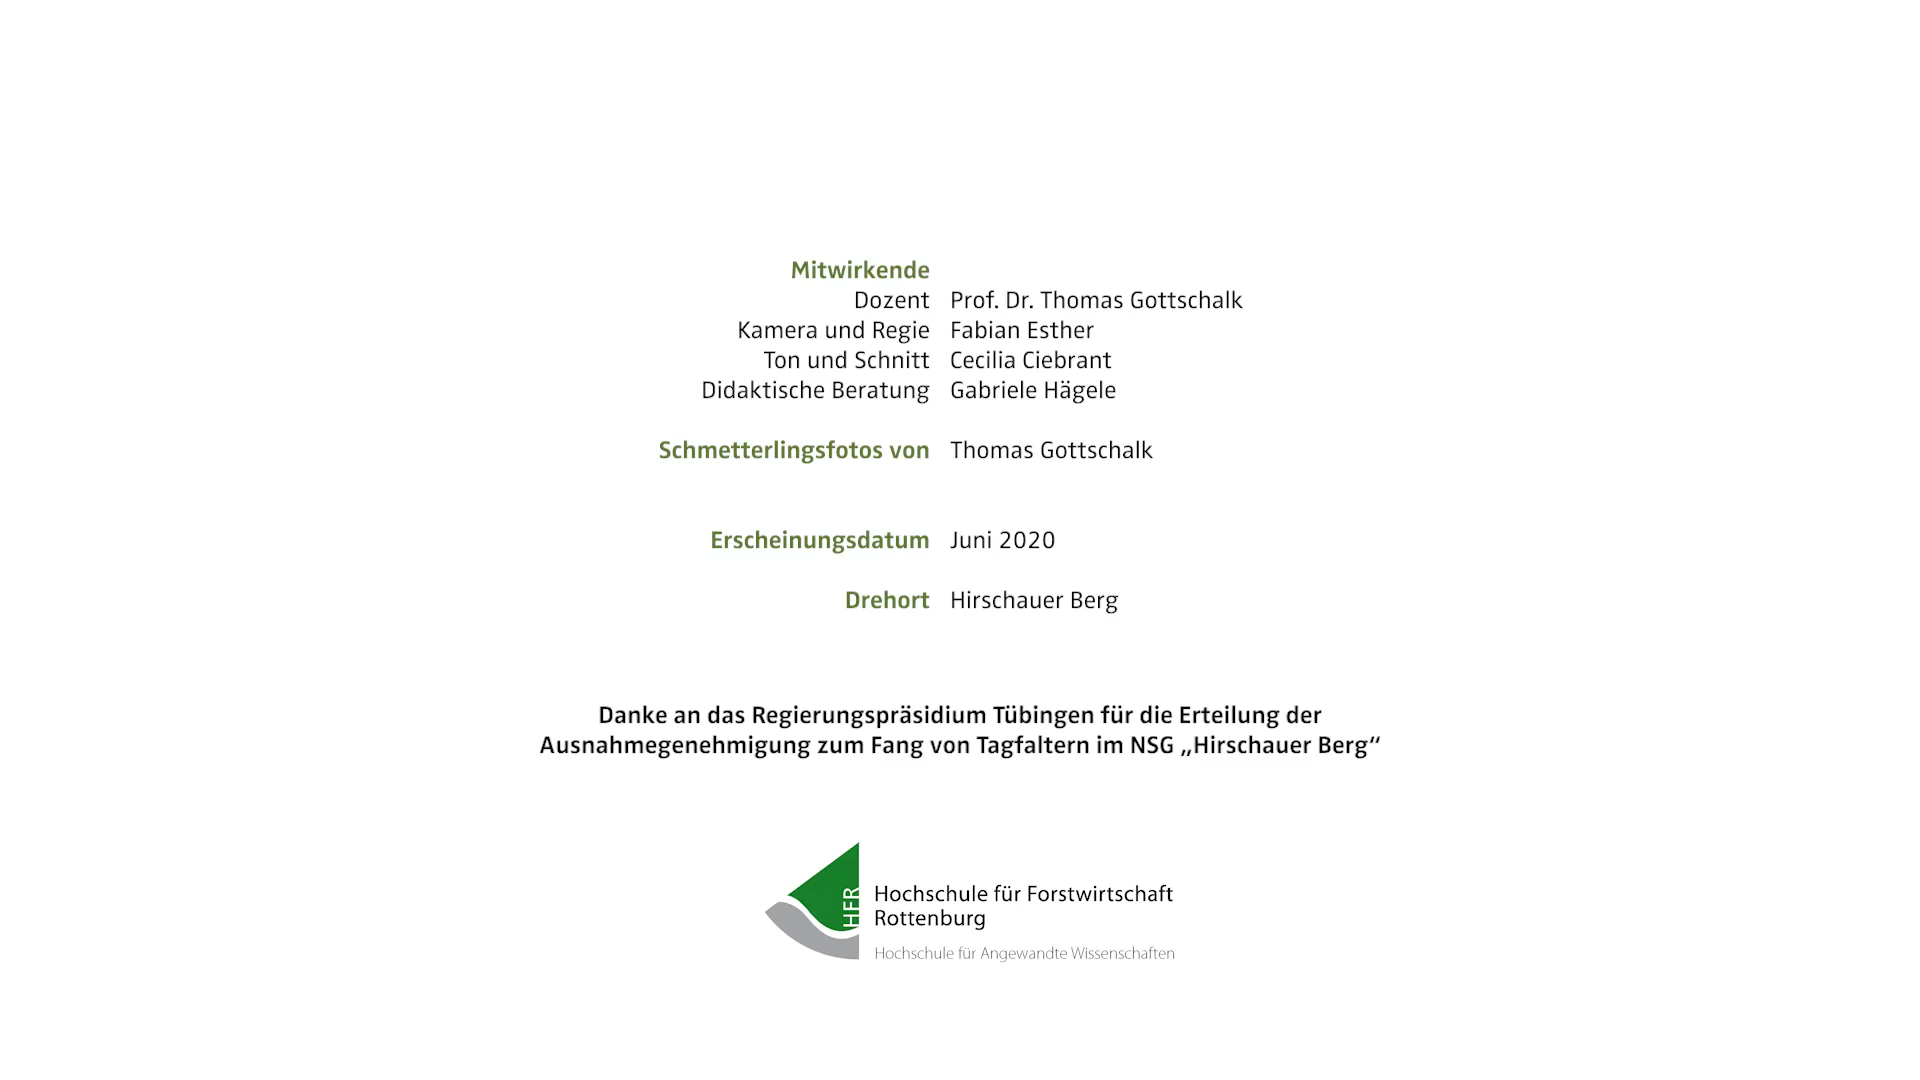 Mitwirkende
Dozent Prof. Dr. Thomas Gottschalk
Kamera und Regie Fabian Esther
Ton und Schnitt Cecilia Ciebrant
Didaktische Beratung Gabriele Hägele
Schmetterlingsfotos von Thomas Gottschalk
Erscheinungsdatum Juni 2020
Drehort Hirschauer Berg
Danke an das Regierungspräsidium Tübingen für die Erteilung der
Ausnahmegenehmigung zum Fang von Tagfaltern im NSG „Hirschauer Berg“
HFR
Hochschule für Forstwirtschaft
Rottenburg
Hochschule für Angewandte Wissenschaften